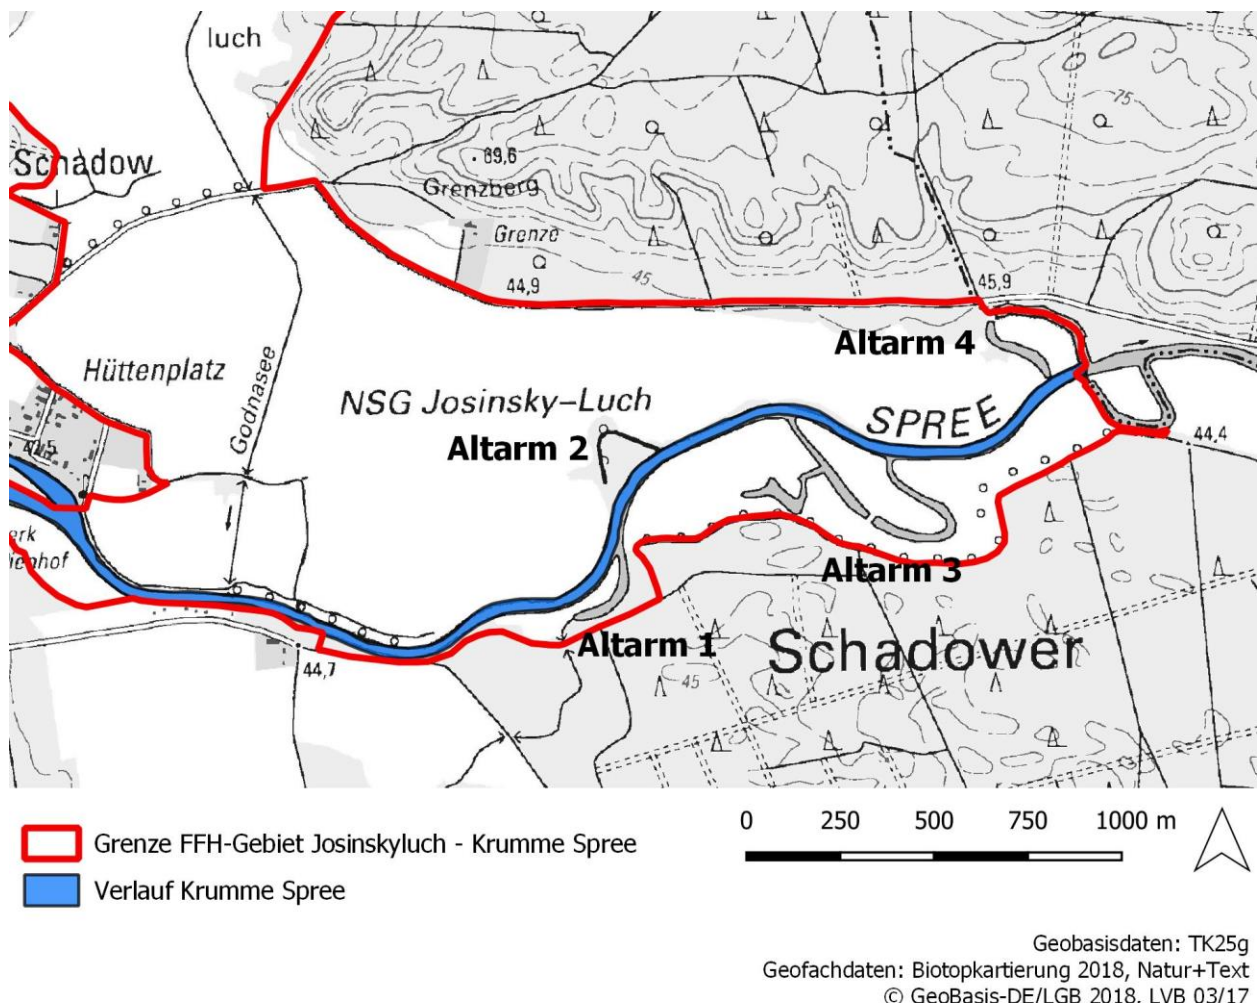 luch
75
Schadow
89,6
Grenzberg
Grenze
45
44,9
45,9
Altarm 4
Hüttenplatz
Godnasee
NSG Josinsky-Luch
SPREE
Altarm 2
44,4
erk
Altarm 3
Altarm 1
Schadower
44,7
45
0 250 500 750 1000 m
Grenze FFH-Gebiet Josinskyluch - Krumme Spree
Verlauf Krumme Spree
Geobasisdaten: TK25g
Geofachdaten: Biotopkartierung 2018, Natur+Text
© GeoBasis-DE/LGB 2018, LVB 03/17